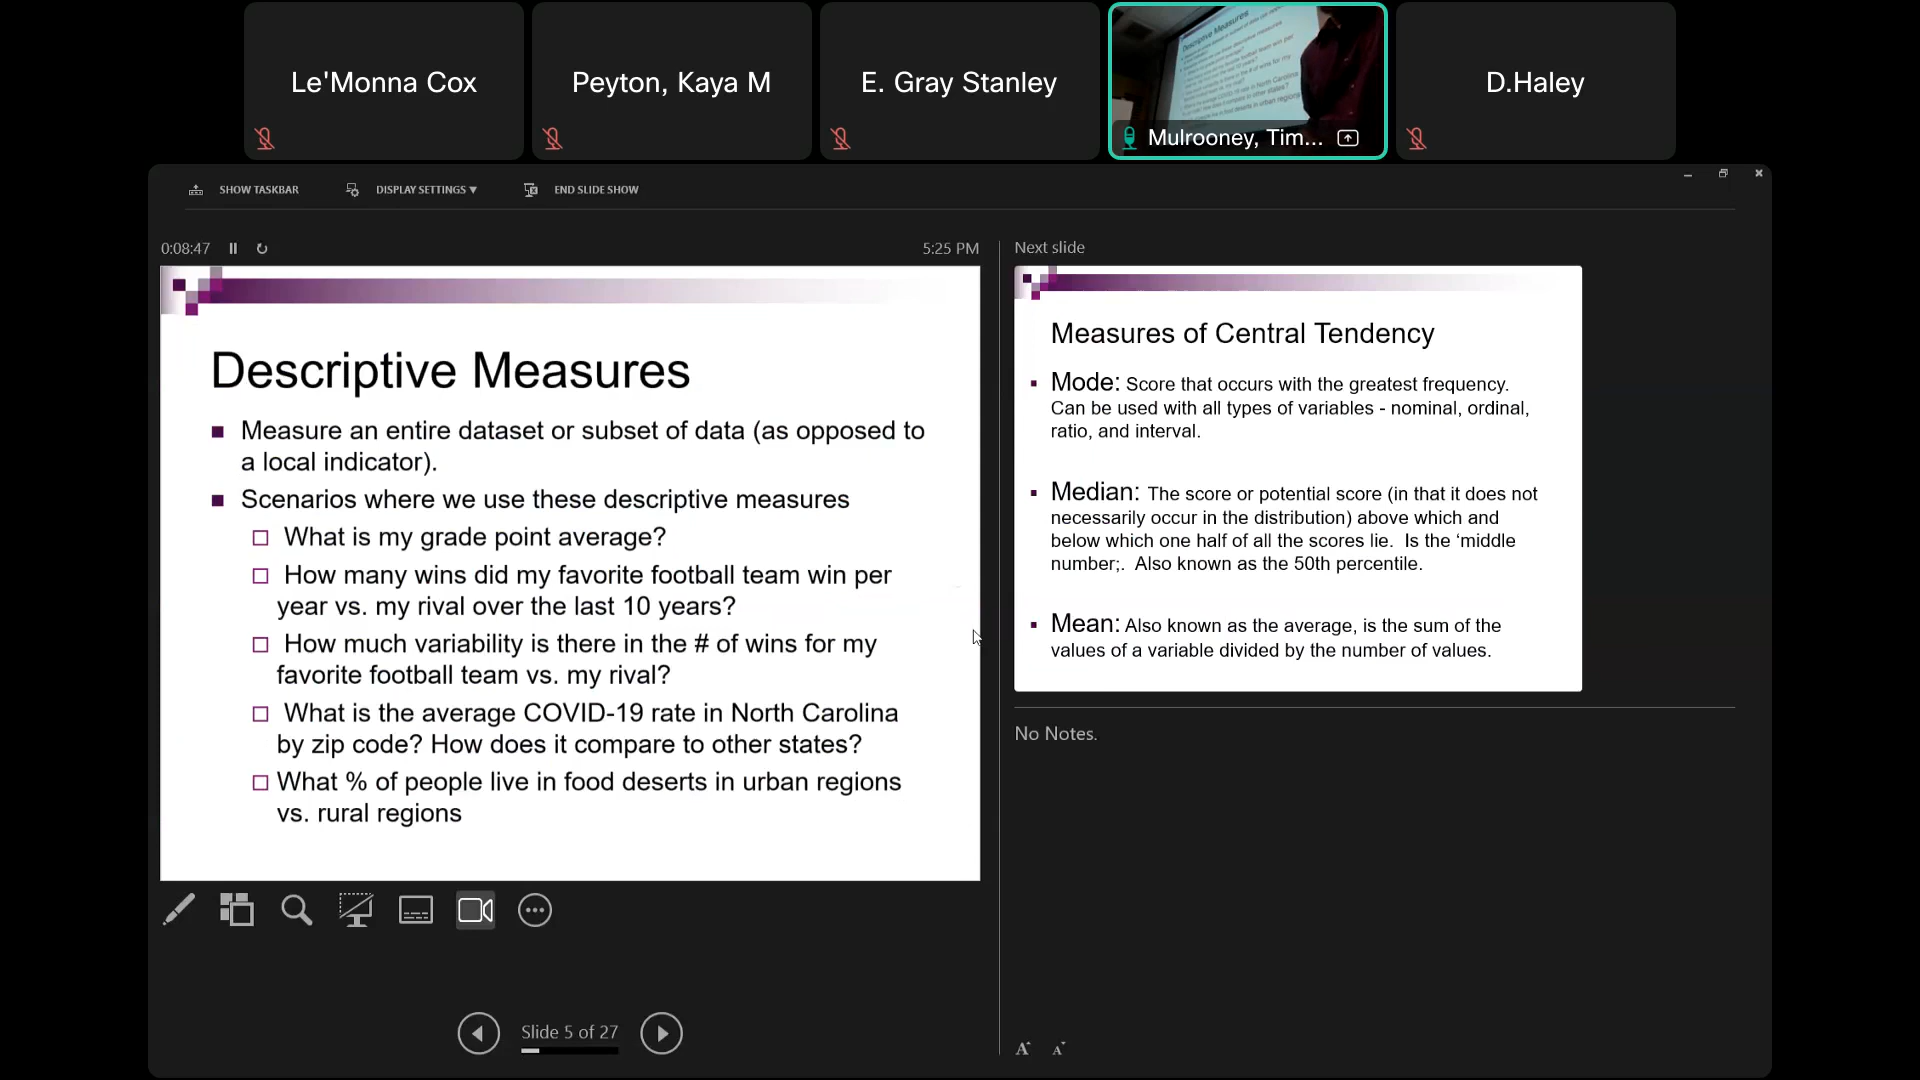 Le'Monna Cox
Peyton, Kaya M
E. Gray Stanley
Descriptive Measures
Mulrooney, Tim...
D.Haley
SHOW TASKBAR
DISPLAY SETTINGS ▼
END SLIDE SHOW
0:08:47
5:25 PM
Descriptive Measures
Measure an entire dataset or subset of data (as opposed to
a local indicator).
Scenarios where we use these descriptive measures
What is my grade point average?
How many wins did my favorite football team win per
year vs. my rival over the last 10 years?
How much variability is there in the # of wins for my
favorite football team vs. my rival?
What is the average COVID-19 rate in North Carolina
by zip code? How does it compare to other states?
What % of people live in food deserts in urban regions
vs. rural regions
Slide 5 of 27
Next slide
Measures of Central Tendency
Mode: Score that occurs with the greatest frequency.
Can be used with all types of variables - nominal, ordinal,
ratio, and interval.
Median: The score or potential score (in that it does not
necessarily occur in the distribution) above which and
below which one half of all the scores lie. Is the ‘middle
number;. Also known as the 50th percentile.
Mean: Also known as the average, is the sum of the
values of a variable divided by the number of values.
No Notes.
A A